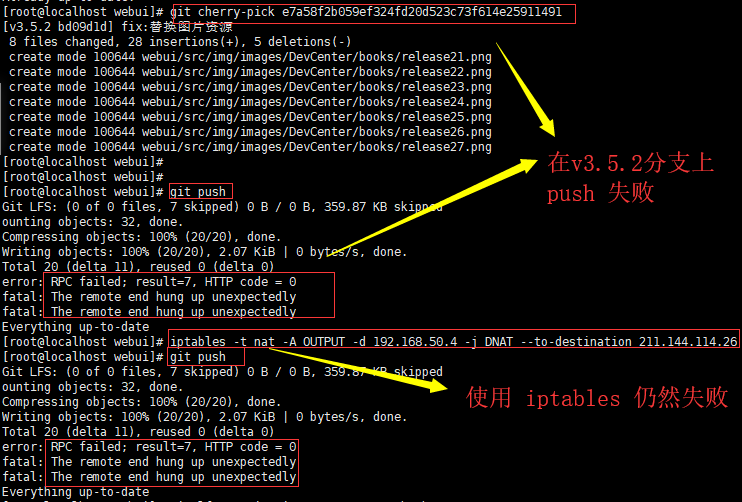 [root@localhost webui]# git cherry-pick e7a58f2b059ef324fd20d523c73f614e25911491
[v3.5.2 bd09d1d] fix:替换图片资源
8 files changed, 28 insertions(+), 5 deletions(-)
create mode 100644 webui/src/img/images/DevCenter/books/release21.png
create mode 100644 webui/src/img/images/DevCenter/books/release22.png
create mode 100644 webui/src/img/images/DevCenter/books/release23.png
create mode 100644 webui/src/img/images/DevCenter/books/release24.png
create mode 100644 webui/src/img/images/DevCenter/books/release25.png
create mode 100644 webui/src/img/images/DevCenter/books/release26.png
create mode 100644 webui/src/img/images/DevCenter/books/release27.png
[root@localhost webui]#
[root@localhost webui]#
[root@localhost webui]# git push
Git LFS: (0 of 0 files, 7 skipped) 0 B / 0 B, 359.87 KB skipped
ounting objects: 32, done.
Compressing objects: 100% (20/20), done.
Writing objects: 100% (20/20), 2.07 KiB | 0 bytes/s, done.
Total 20 (delta 11), reused 0 (delta 0)
error: RPC failed; result=7, HTTP code = 0
fatal: The remote end hung up unexpectedly
fatal: The remote end hung up unexpectedly
Everything up-to-date
在v3.5.2分支上
push 失败
[root@localhost webui]# iptables -t nat -A OUTPUT -d 192.168.50.4 -j DNAT --to-destination 211.144.114.26
[root@localhost webui]# git push
Git LFS: (0 of 0 files, 7 skipped) 0 B / 0 B, 359.87 KB skipped
ounting objects: 32, done.
Compressing objects: 100% (20/20), done.
Writing objects: 100% (20/20), 2.07 KiB | 0 bytes/s, done.
Total 20 (delta 11), reused 0 (delta 0)
error: RPC failed; result=7, HTTP code = 0
fatal: The remote end hung up unexpectedly
fatal: The remote end hung up unexpectedly
Everything up-to-date
使用 iptables 仍然失败